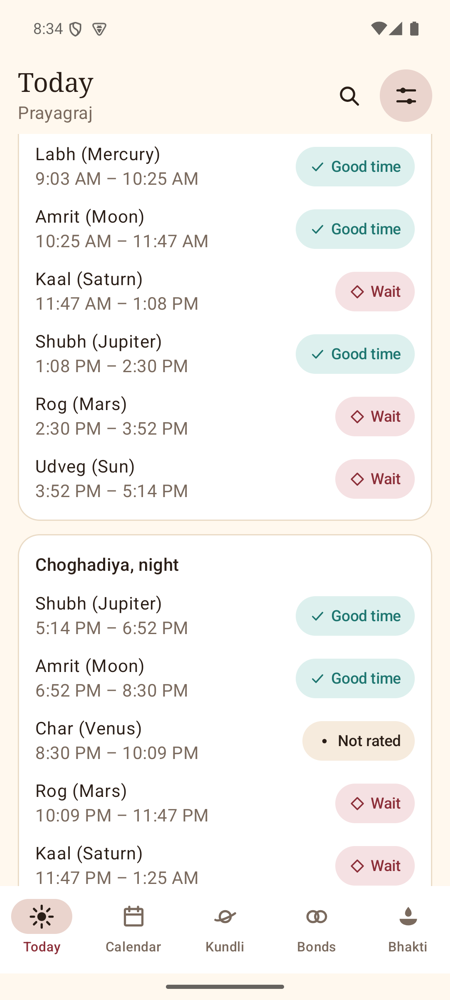 8:34
Today
Prayagraj
Labh (Mercury)
9:03 AM – 10:25 AM
Good time
Amrit (Moon)
10:25 AM – 11:47 AM
Good time
Kaal (Saturn)
11:47 AM – 1:08 PM
Wait
Shubh (Jupiter)
1:08 PM – 2:30 PM
Good time
Rog (Mars)
2:30 PM – 3:52 PM
Wait
Udveg (Sun)
3:52 PM – 5:14 PM
Wait
Choghadiya, night
Shubh (Jupiter)
5:14 PM – 6:52 PM
Good time
Amrit (Moon)
6:52 PM – 8:30 PM
Good time
Char (Venus)
8:30 PM – 10:09 PM
Not rated
Rog (Mars)
10:09 PM – 11:47 PM
Wait
Kaal (Saturn)
11:47 PM – 1:25 AM
Wait
Today
Calendar
Kundli
Bonds
Bhakti